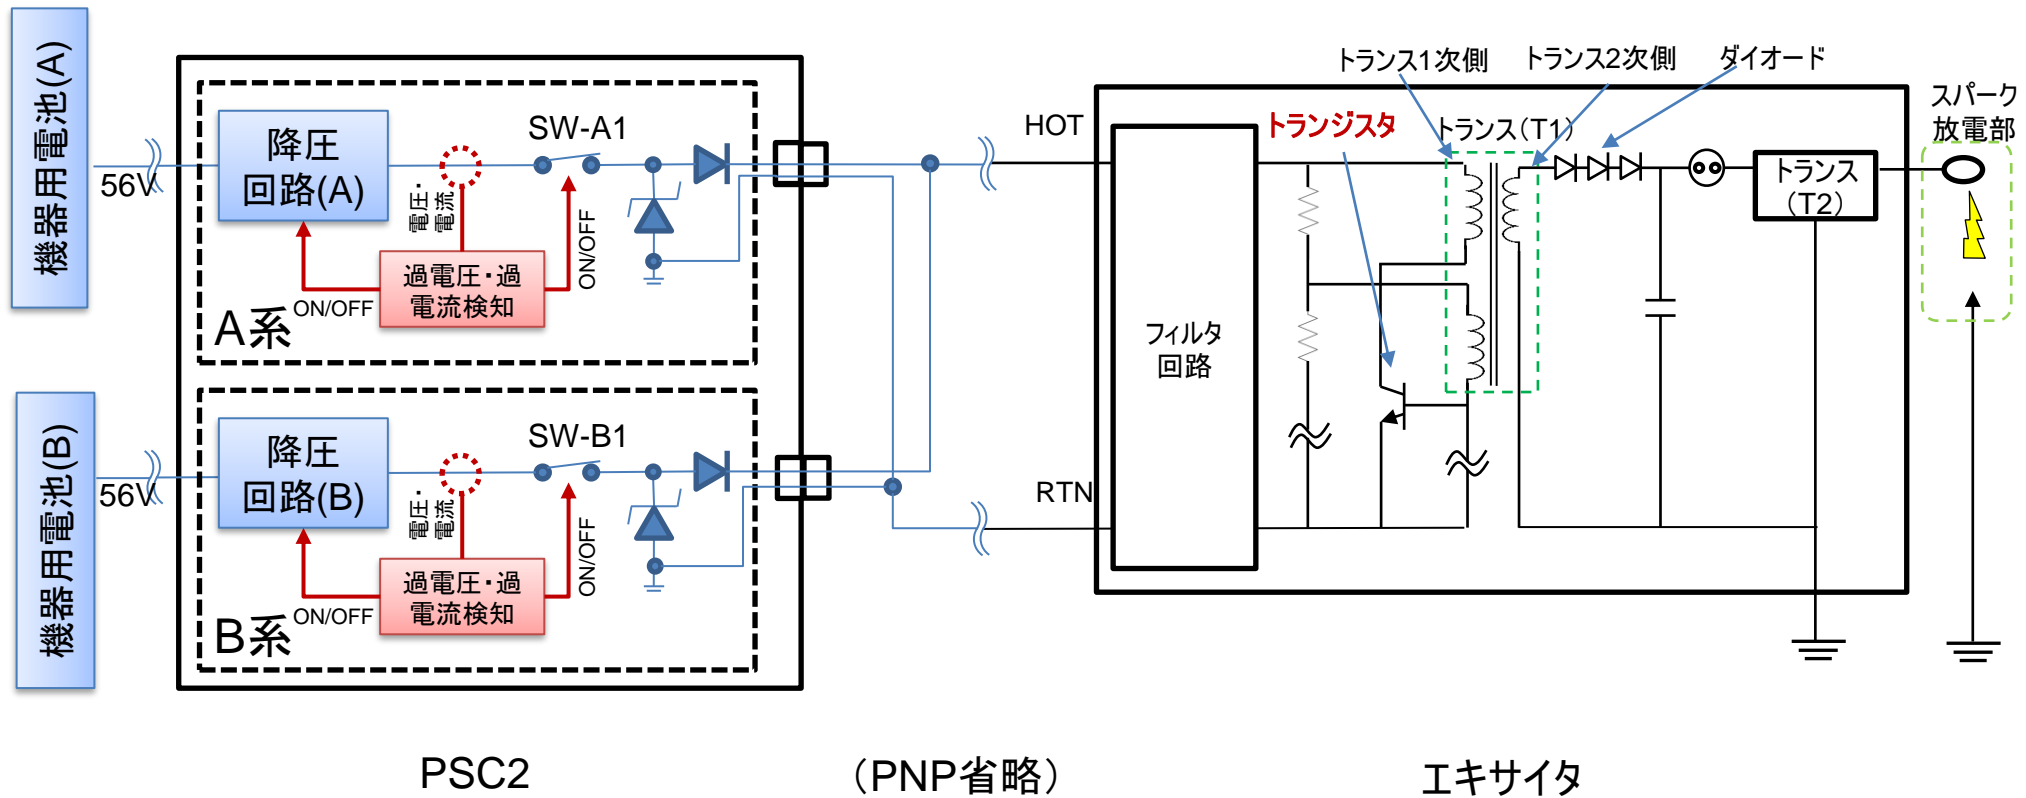 機器用電池(A)
56V
降圧
回路(A)
電圧・
電流
SW-A1
ON/OFF
過電圧・過
電流検知
ON/OFF
A系
機器用電池(B)
56V
降圧
回路(B)
電圧・
電流
SW-B1
ON/OFF
過電圧・過
電流検知
ON/OFF
B系
HOT
RTN
フィルタ
回路
トランス1次側
トランス2次側
ダイオード
トランジスタ
トランス(T1)
トランス
(T2)
スパーク
放電部
PSC2
(PNP省略)
エキサイタ